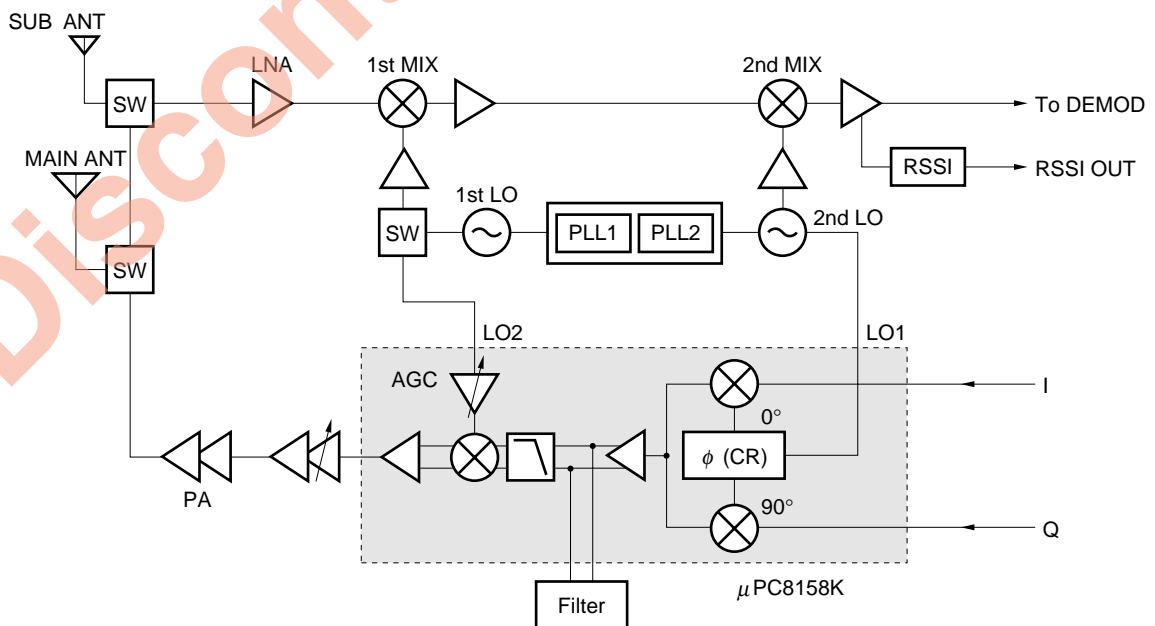 SUB ANT
LNA
1st MIX
2nd MIX
SW
To DEMOD
MAIN ANT
RSSI
RSSI OUT
1st LO
SW
PLL1
PLL2
2nd LO
SW
LO2
LO1
AGC
I
0°
ϕ (CR)
PA
90°
Q
μPC8158K
Filter
Discon